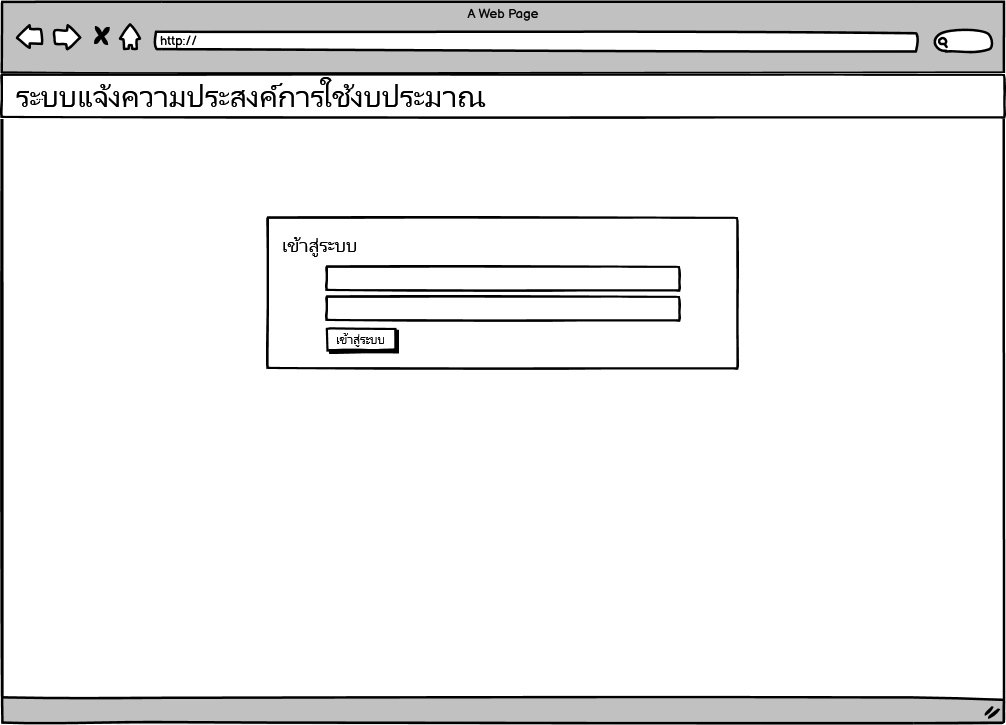 A Web Page
http://
ระบบแจ้งความประสงค์การใช้งบประมาณ
เข้าสู่ระบบ
เข้าสู่ระบบ